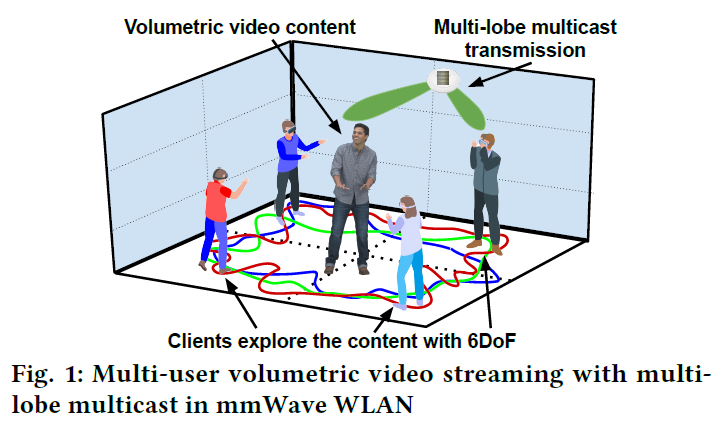 Volumetric video content
Multi-lobe multicast
transmission
Clients explore the content with 6DoF
Fig. 1: Multi-user volumetric video streaming with multi-
lobe multicast in mmWave WLAN